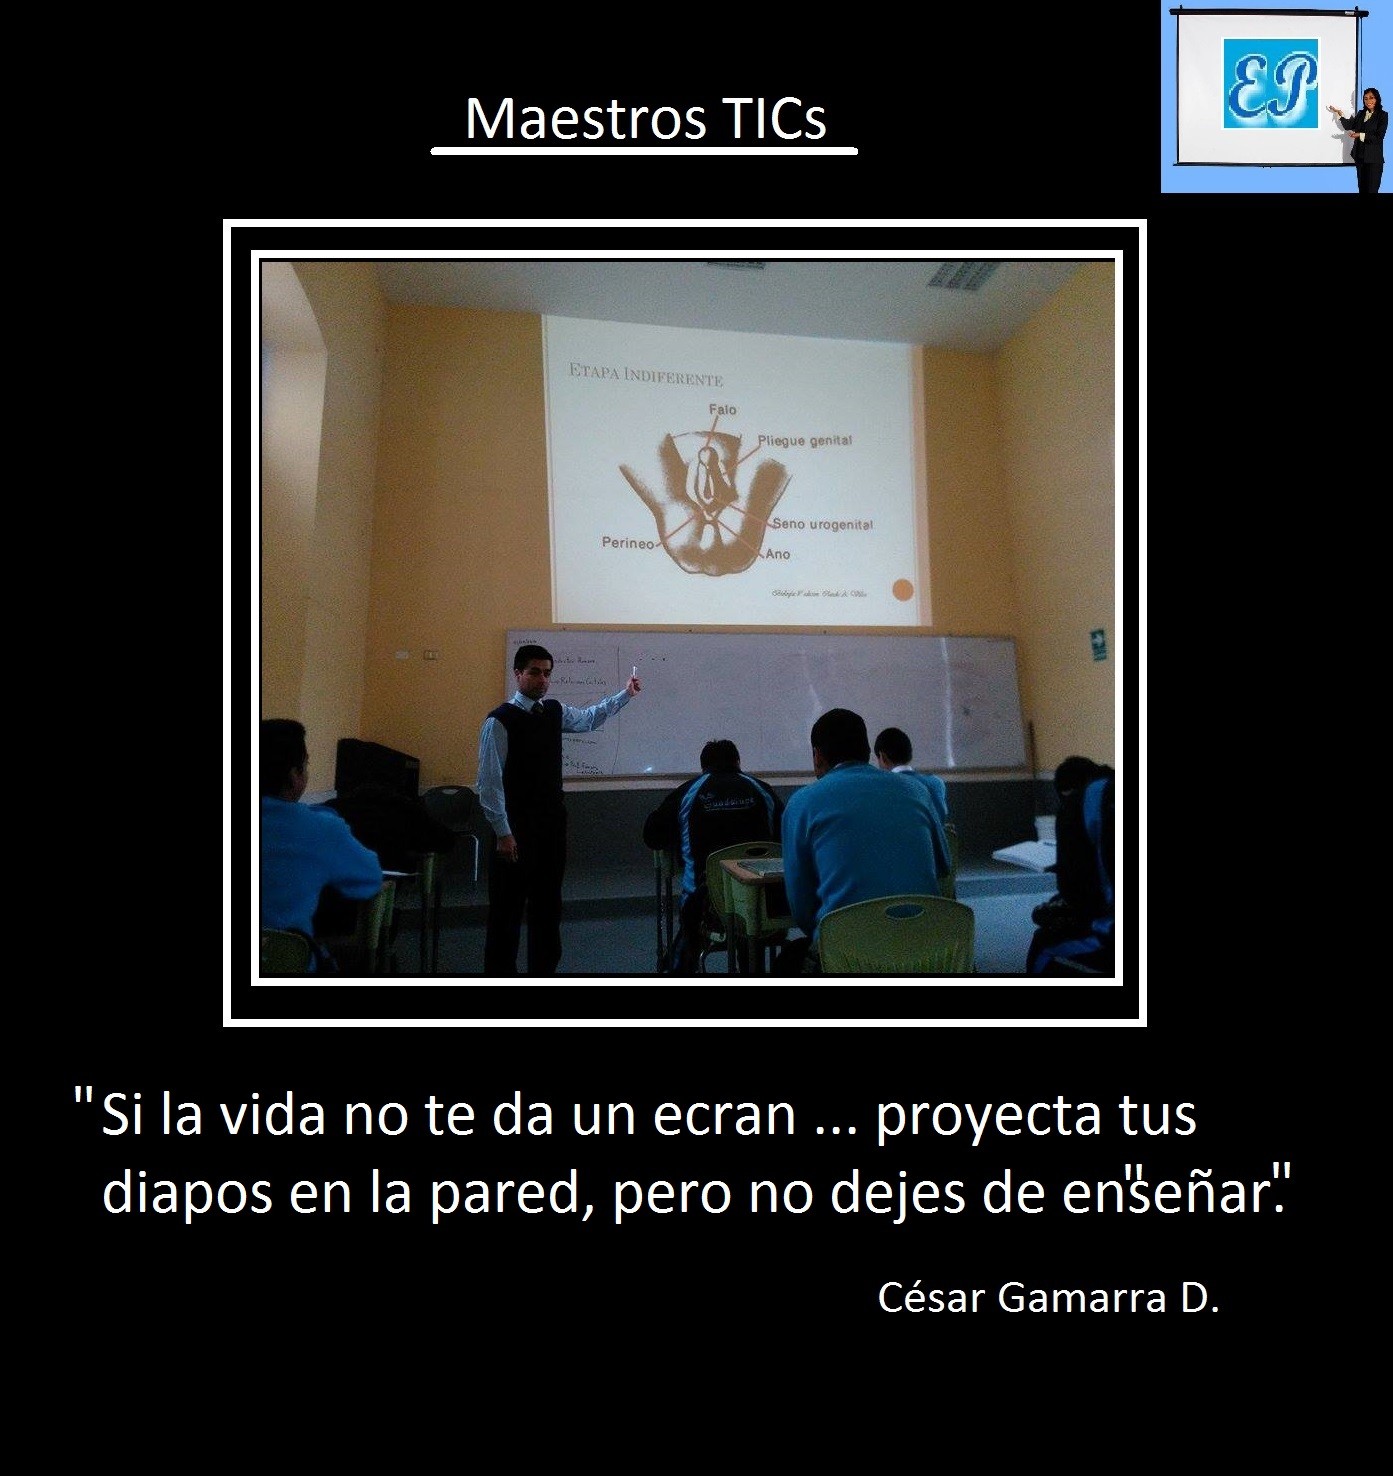 Maestros TICs
EP
ETAPA INDIFERENTE
Falo
Pliegue genital
Seno urogenital
Perineo
Ano
Guadalupe
"Si la vida no te da un ecran ... proyecta tus
diapos en la pared, pero no dejes de enseñar."
César Gamarra D.